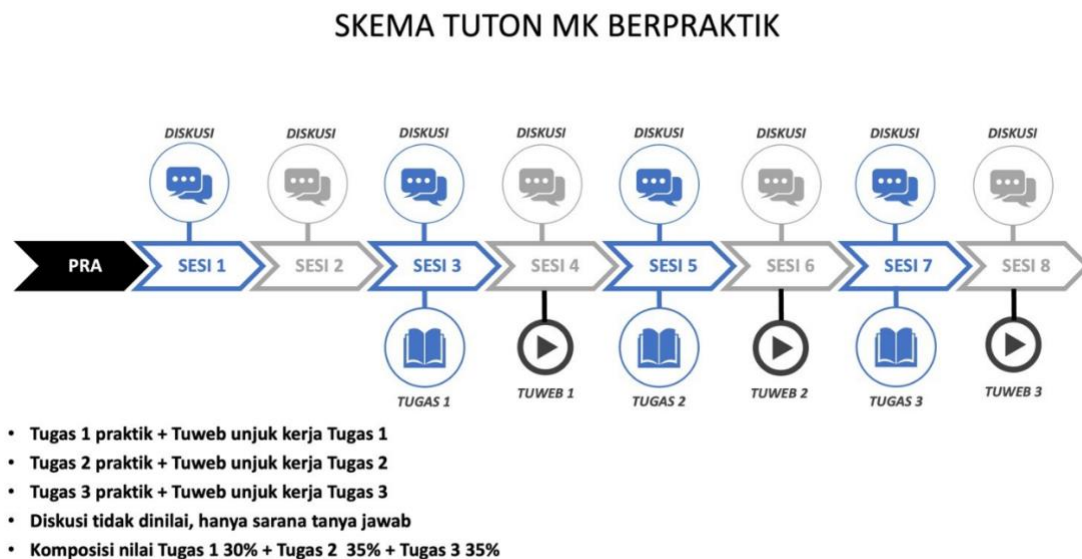 SKEMA TUTON MK BERPRAKTIK
DISKUSI DISKUSI DISKUSI DISKUSI DISKUSI DISKUSI DISKUSI DISKUSI
PRA SESI 1 SESI 2 SESI 3 SESI 4 SESI 5 SESI 6 SESI 7 SESI 8
TUGAS 1 TUWEB 1 TUGAS 2 TUWEB 2 TUGAS 3 TUWEB 3
• Tugas 1 praktik + Tuweb unjuk kerja Tugas 1
• Tugas 2 praktik + Tuweb unjuk kerja Tugas 2
• Tugas 3 praktik + Tuweb unjuk kerja Tugas 3
• Diskusi tidak dinilai, hanya sarana tanya jawab
• Komposisi nilai Tugas 1 30% + Tugas 2 35% + Tugas 3 35%